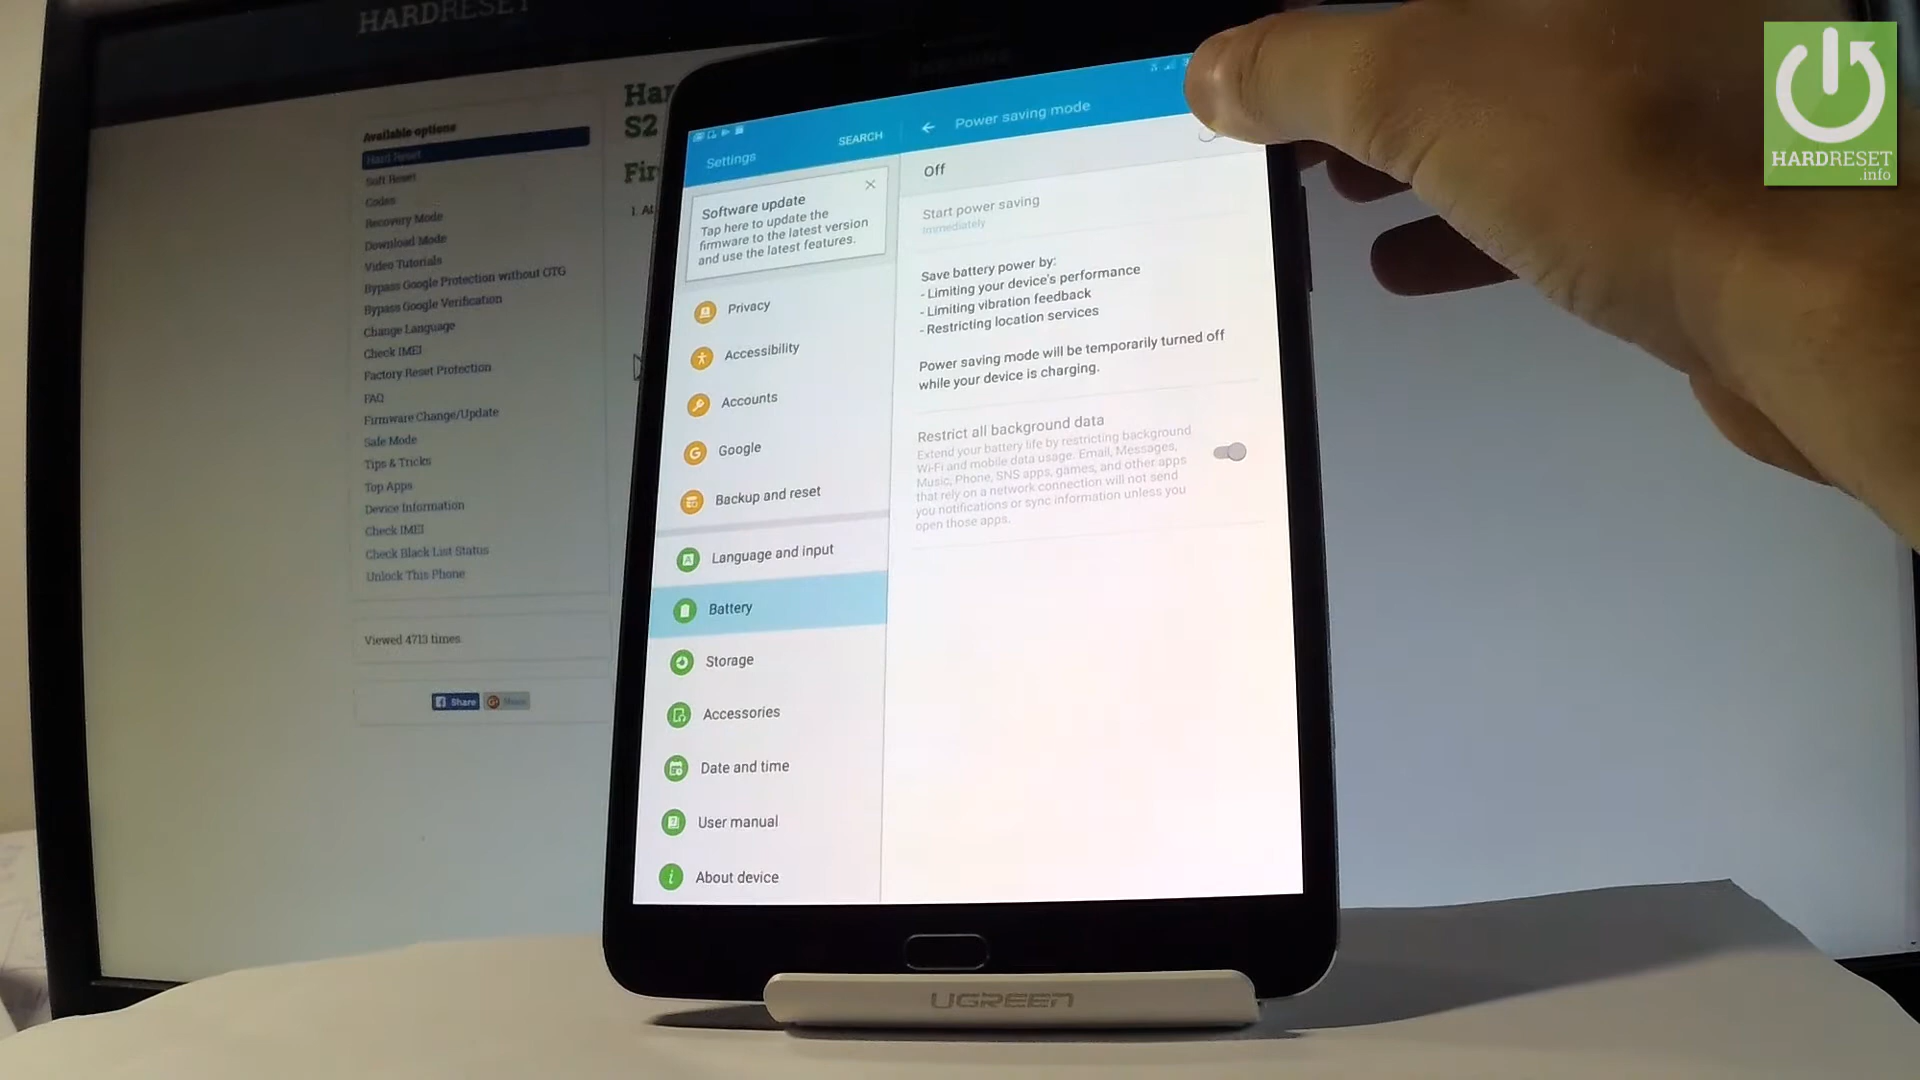 HARDRESET
Available options
Hard Reset
Soft Reset
Codes
Recovery Mode
Download Mode
Video Tutorials
Bypass Google Protection without OTG
Bypass Google Verification
Change Language
Check IMEI
Factory Reset Protection
FAQ
Firmware Change/Update
Safe Mode
Tips & Tricks
Top Apps
Device Information
Check IMEI
Check Black List Status
Unlock This Phone
Viewed 4713 times
Share
S2
1. At
Settings
SEARCH
Software update
Tap here to update the
firmware to the latest version
and use the latest features.
Privacy
Accessibility
Accounts
Google
Backup and reset
Language and input
Battery
Storage
Accessories
Date and time
User manual
About device
Power saving mode
Off
Start power saving
Immediately
Save battery power by:
- Limiting your device's performance
- Limiting vibration feedback
- Restricting location services
Power saving mode will be temporarily turned off
while your device is charging.
Restrict all background data
Extend your battery life by restricting background
Wi-Fi and mobile data usage. Email, Messages,
Music, Phone, SNS apps, games, and other apps
that rely on a network connection will not send
you notifications or sync information unless you
open those apps.
UGREEN
HARDRESET
.info